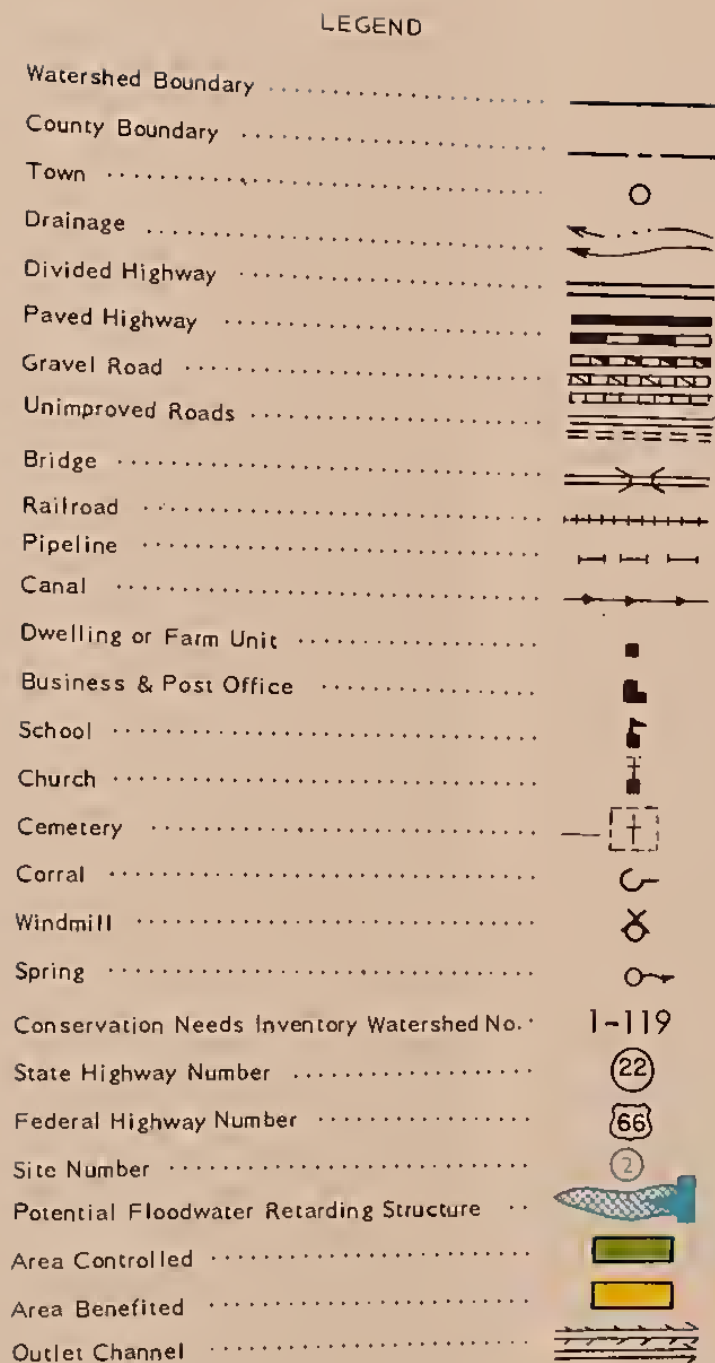 LEGEND
Watershed Boundary
County Boundary
Town
Drainage
Divided Highway
Paved Highway
Gravel Road
Unimproved Roads
Bridge
Railroad
Pipeline
Canal
Dwelling or Farm Unit
Business & Post Office
School
Church
Cemetery
Corral
Windmill
Spring
Conservation Needs Inventory Watershed No. 1-119
State Highway Number 22
Federal Highway Number 66
Site Number 2
Potential Floodwater Retarding Structure
Area Controlled
Area Benefited
Outlet Channel